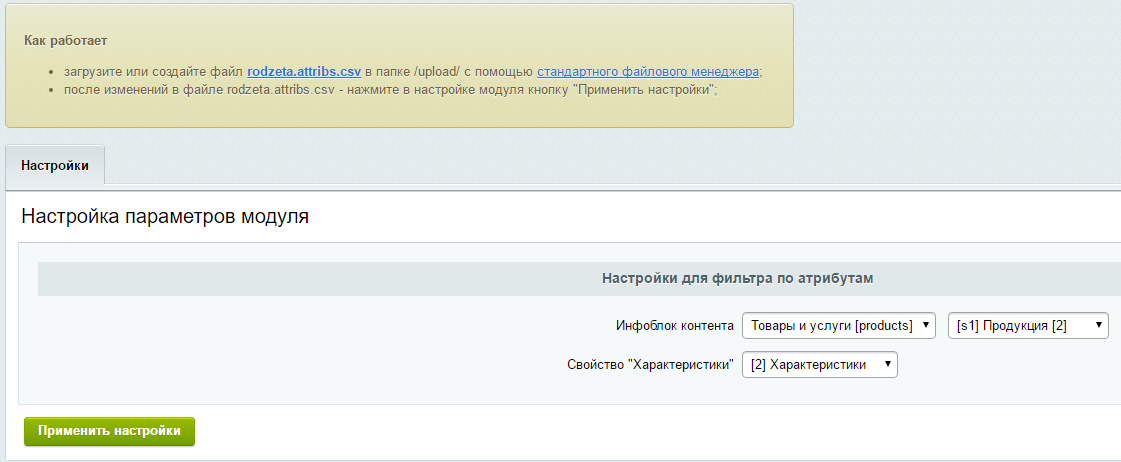 Как работает
загрузите или создайте файл rodzeta.attribs.csv в папке /upload/ с помощью стандартного файлового менеджера;
после изменений в файле rodzeta.attribs.csv - нажмите в настройке модуля кнопку "Применить настройки";
Настройки
Настройка параметров модуля
Настройки для фильтра по атрибутам
Инфоблок контента Товары и услуги [products] [s1] Продукция [2]
Свойство "Характеристики" [2] Характеристики
Применить настройки